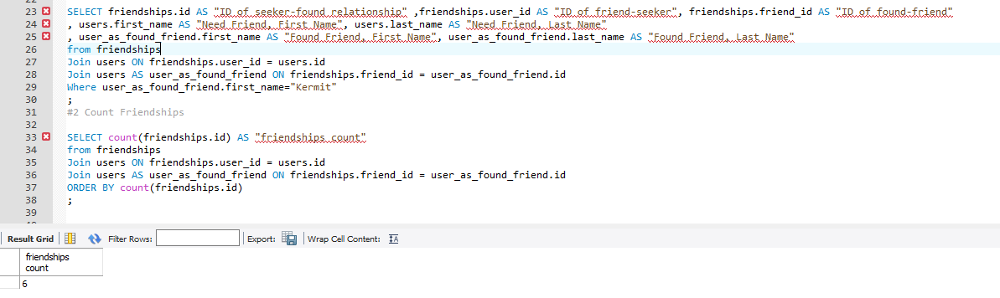 22
23 SELECT friendships.id AS "ID of seeker-found relationship" ,friendships.user_id AS "ID of friend-seeker", friendships.friend_id AS "ID of found-friend"
24 , users.first_name AS "Need Friend, First Name", users.last_name AS "Need Friend, Last Name"
25 , user_as_found_friend.first_name AS "Found Friend, First Name", user_as_found_friend.last_name AS "Found Friend, Last Name"
26 from friendships
27 Join users ON friendships.user_id = users.id
28 Join users AS user_as_found_friend ON friendships.friend_id = user_as_found_friend.id
29 Where user_as_found_friend.first_name="Kermit"
30 ;
31 #2 Count Friendships
32
33 SELECT count(friendships.id) AS "friendships count"
34 from friendships
35 Join users ON friendships.user_id = users.id
36 Join users AS user_as_found_friend ON friendships.friend_id = user_as_found_friend.id
37 ORDER BY count(friendships.id)
38 ;
39
Result Grid Filter Rows: Export: Wrap Cell Content:
friendships
count
6